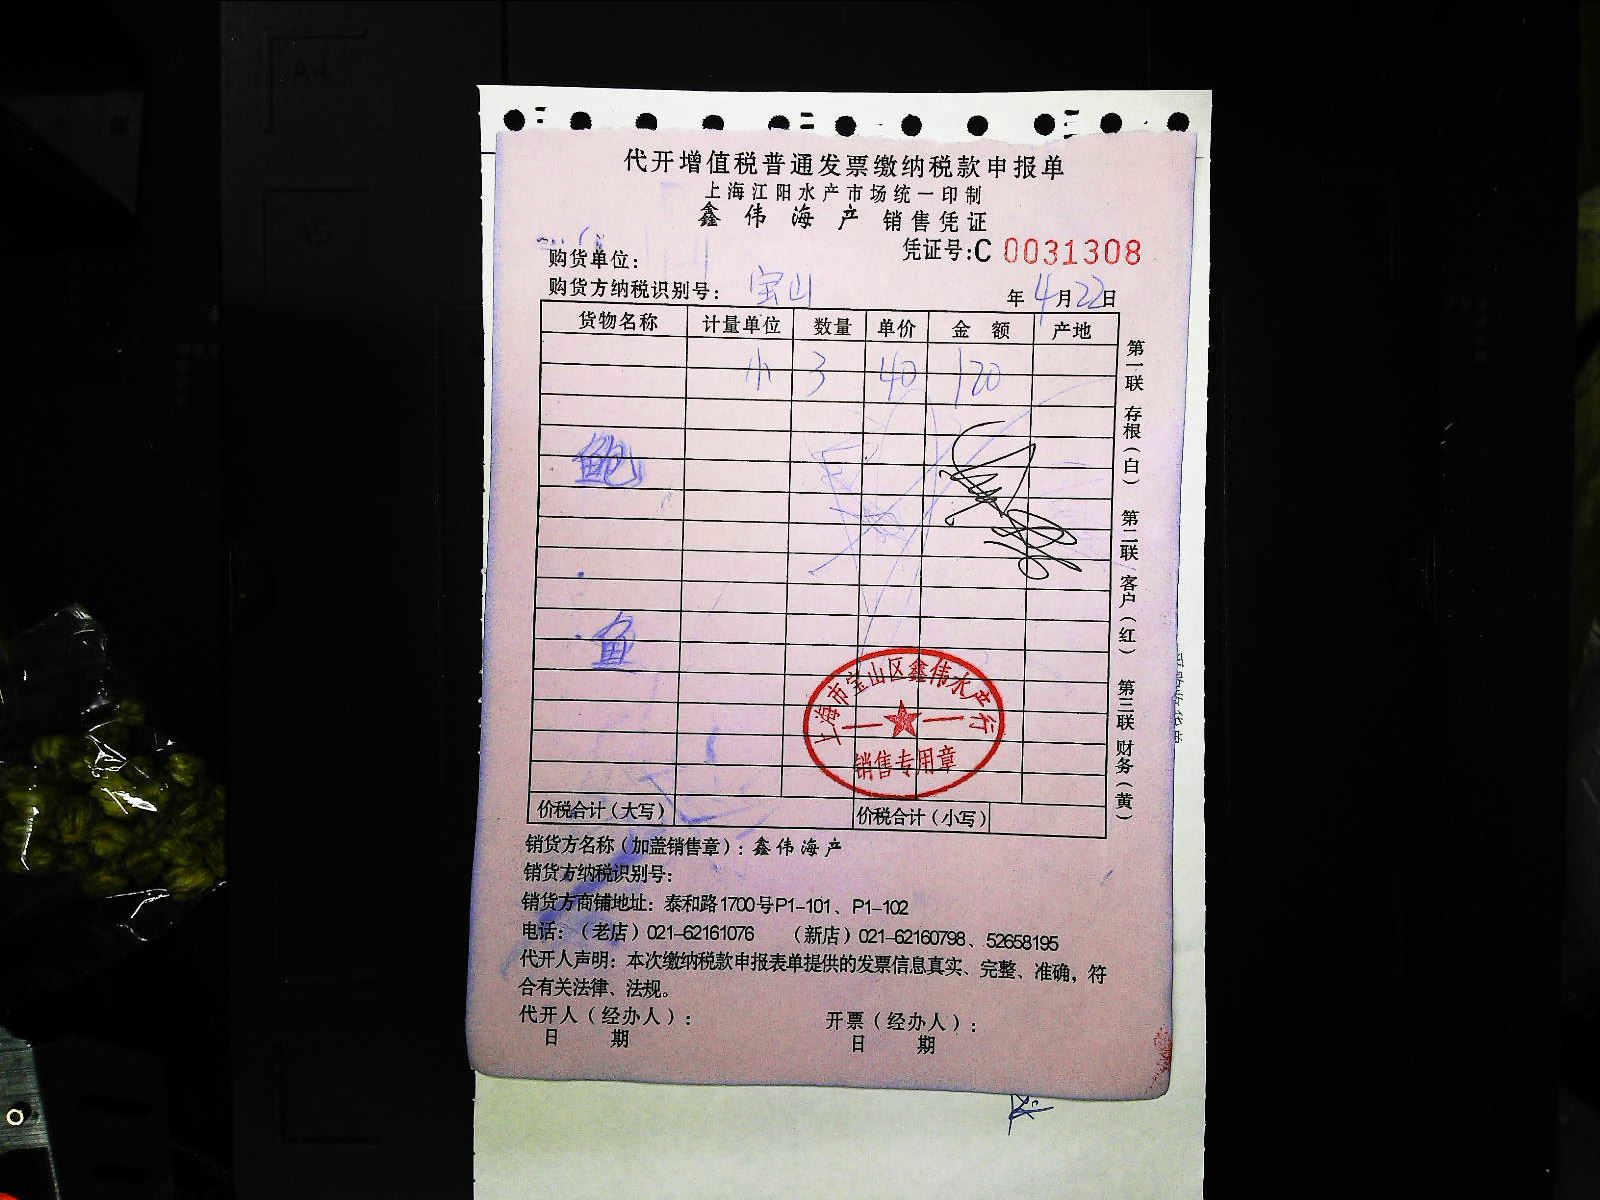 代开增值税普通发票缴纳税款申报单
上海江阳水产市场统一印制
鑫伟海产 销售凭证
凭证号:C 0031308
购货单位:
购货方纳税识别号: 宝山 年4月22日
货物名称 计量单位 数量 单价 金额 产地
小 3 40 120
鲍
鱼
上海市宝山区鑫伟水产行
销售专用章
价税合计(大写) 价税合计(小写)
第一联 存根(白) 第二联 客户(红) 第三联 财务(黄)
销货方名称(加盖销售章): 鑫伟海产
销货方纳税识别号:
销货方商铺地址: 泰和路1700号P1-101、P1-102
电话:(老店)021-62161076 (新店)021-62160798、52658195
代开人声明: 本次缴纳税款申报表单提供的发票信息真实、完整、准确, 符
合有关法律、法规。
代开人(经办人): 开票(经办人):
日期 日期